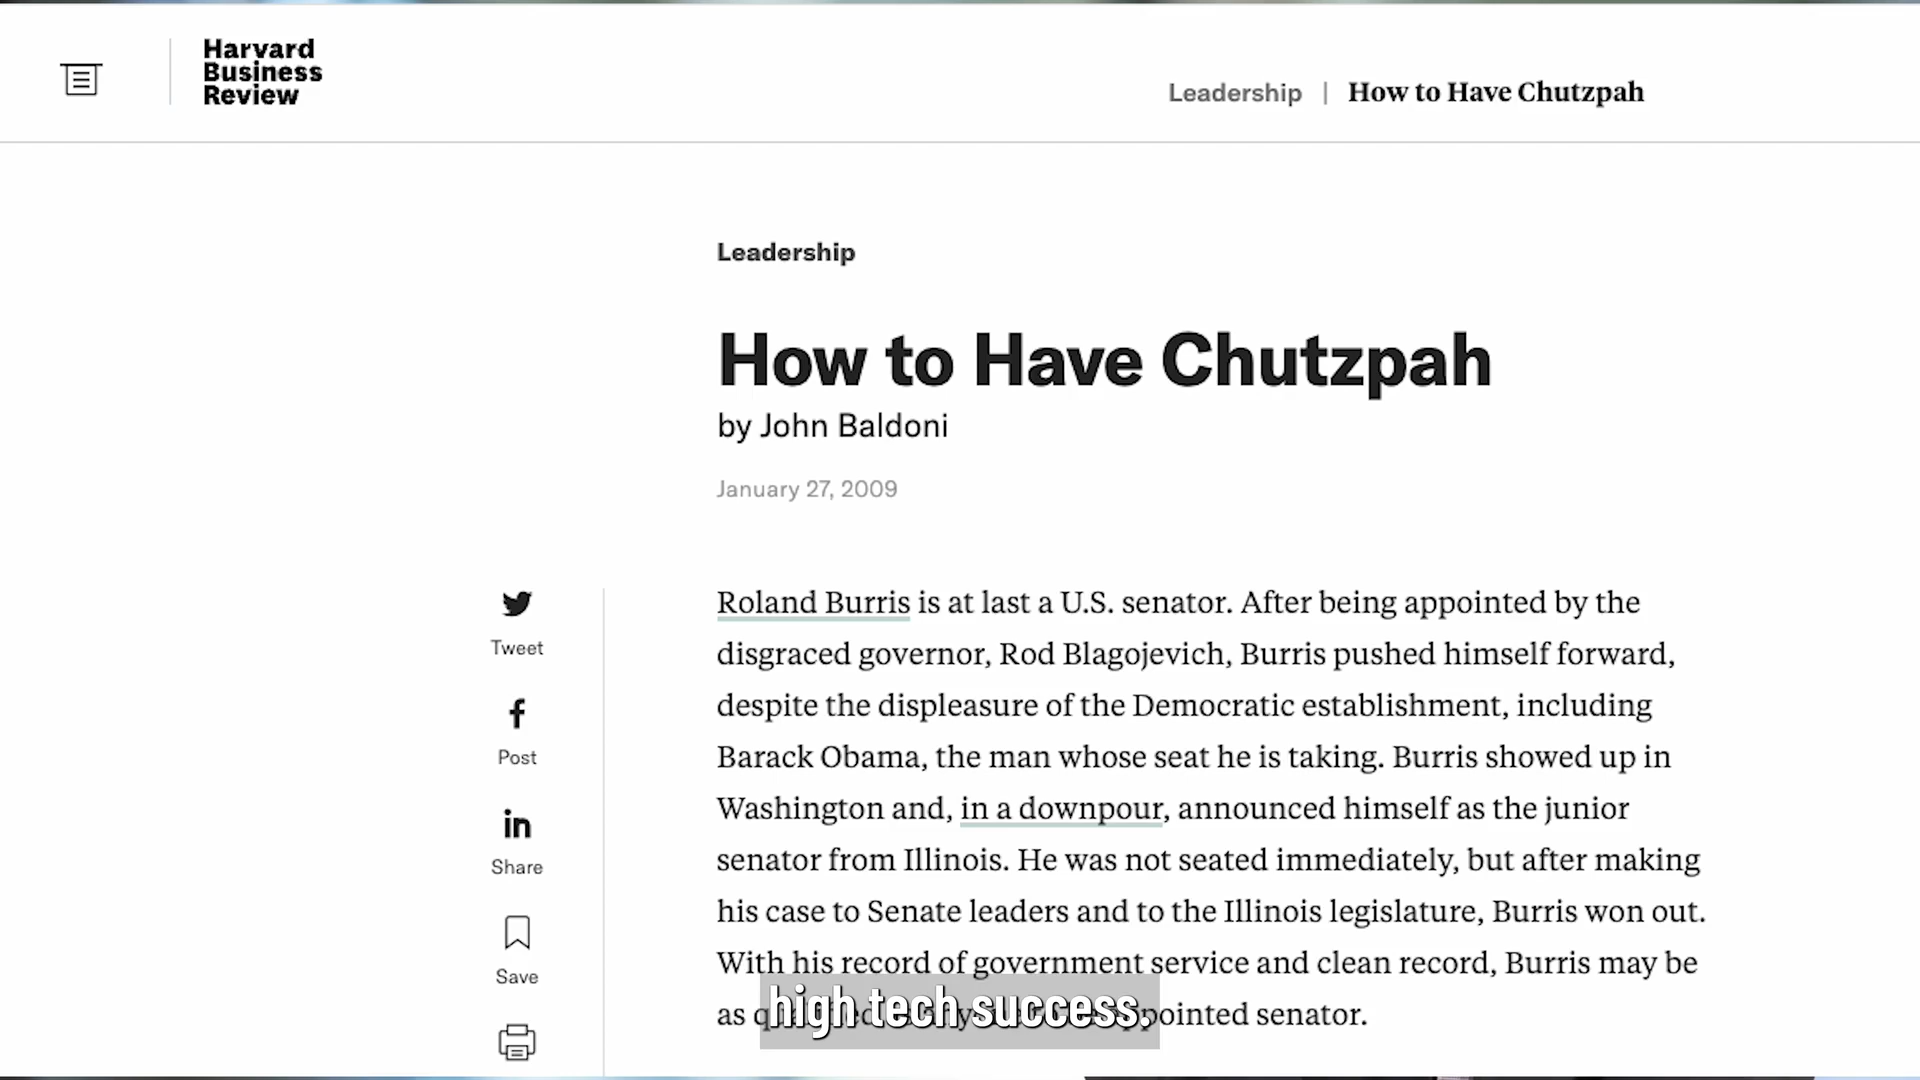 Harvard
Business
Review
Leadership | How to Have Chutzpah
Leadership
How to Have Chutzpah
by John Baldoni
January 27, 2009
Tweet
Post
Share
Save
Roland Burris is at last a U.S. senator. After being appointed by the
disgraced governor, Rod Blagojevich, Burris pushed himself forward,
despite the displeasure of the Democratic establishment, including
Barack Obama, the man whose seat he is taking. Burris showed up in
Washington and, in a downpour, announced himself as the junior
senator from Illinois. He was not seated immediately, but after making
his case to Senate leaders and to the Illinois legislature, Burris won out.
With his record of government service and clean record, Burris may be
as senator.
high tech success.